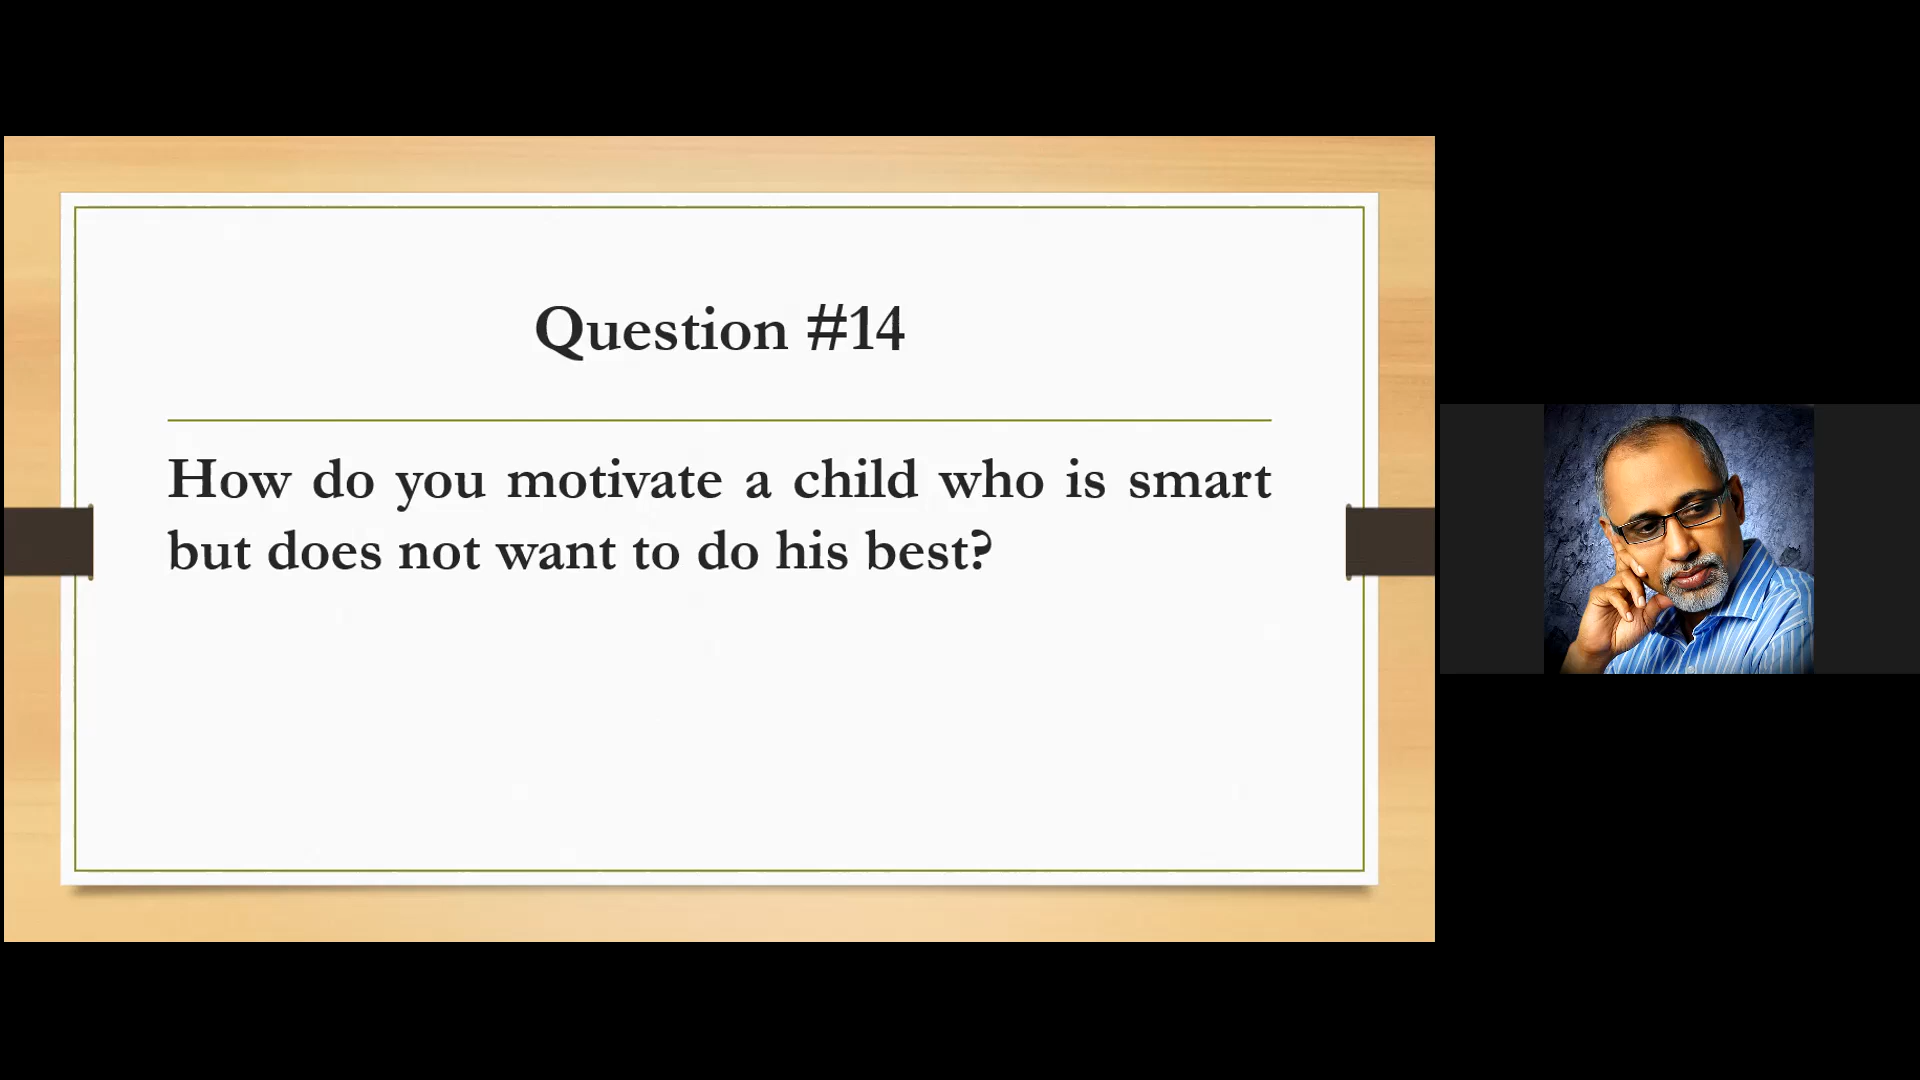 Question #14
How do you motivate a child who is smart
but does not want to do his best?